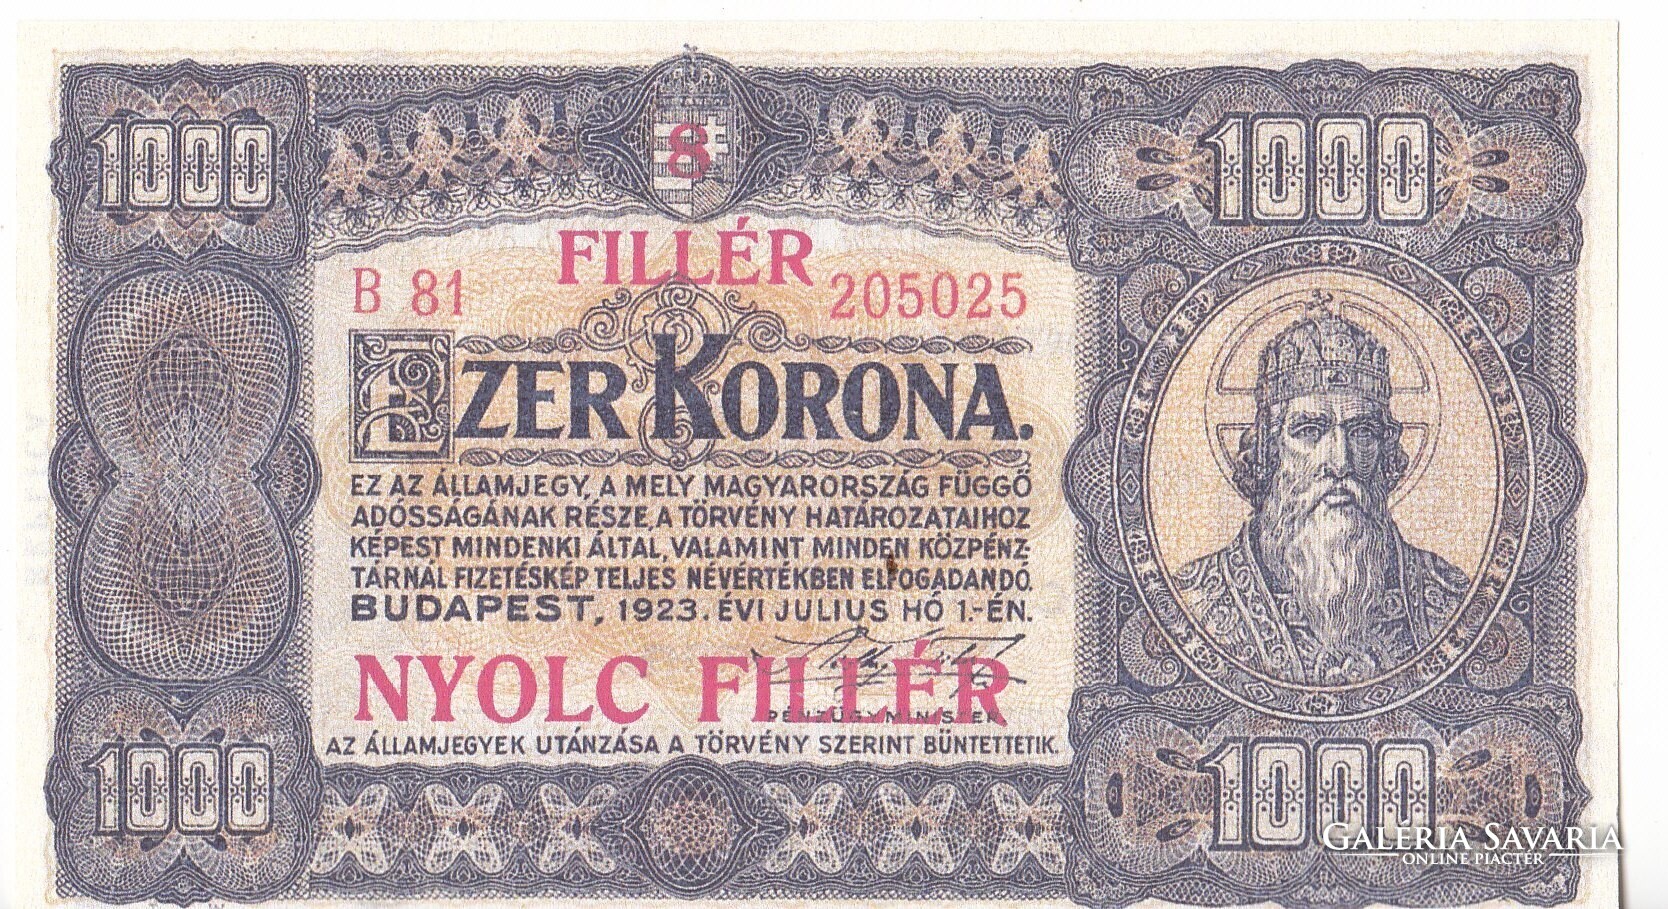 1000
1000
8
FILLÉR
B 81
205025
EZER KORONA.
EZ AZ ÁLLAMJEGY, A MELY MAGYARORSZÁG FÜGGŐ
ADÓSSÁGÁNAK RÉSZE, A TÖRVÉNY HATÁROZATAIHOZ
KÉPEST MINDENKI ÁLTAL, VALAMINT MINDEN KÖZPÉNZ-
TÁRNÁL FIZETÉSKÉP TELJES NÉVÉRTÉKBEN ELFOGADANDÓ.
BUDAPEST, 1923. ÉVI JULIUS HÓ 1.-ÉN.
NYOLC FILLÉR
PÉNZÜGYMINISTER.
AZ ÁLLAMJEGYEK UTÁNZÁSA A TÖRVÉNY SZERINT BÜNTETTETIK.
1000
1000
GALERIA SAVARIA
ONLINE PIACTÉR